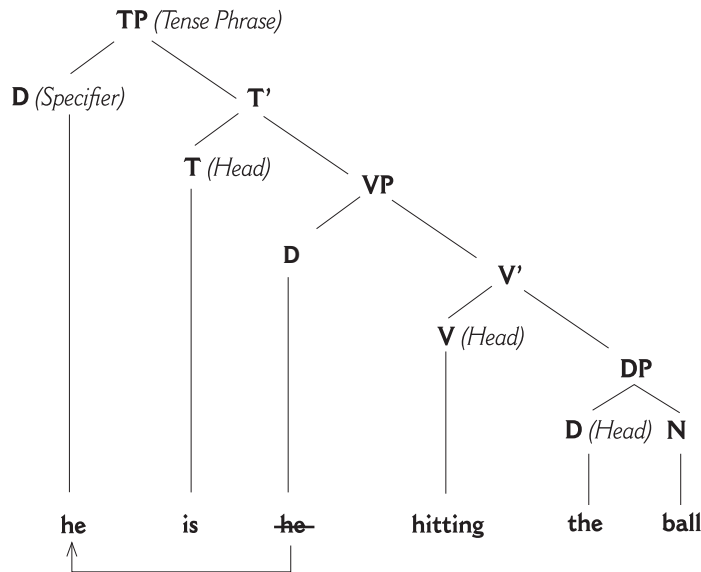 TP (Tense Phrase)
D (Specifier) T'
T (Head) VP
D
V'
V (Head)
DP
D (Head) N
he is he hitting the ball